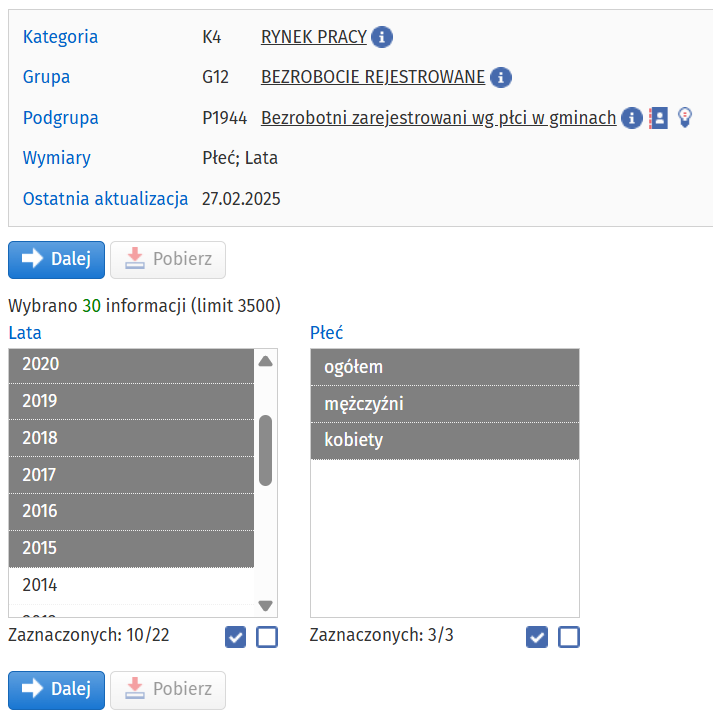 Kategoria K4 RYNEK PRACY
Grupa G12 BEZROBOCIE REJESTROWANE
Podgrupa P1944 Bezrobotni zarejestrowani wg płci w gminach
Wymiary Płeć; Lata
Ostatnia aktualizacja 27.02.2025
Dalej Pobierz
Wybrano 30 informacji (limit 3500)
Lata Płeć
2020 ogółem
2019 mężczyźni
2018 kobiety
2017
2016
2015
2014
Zaznaczonych: 10/22 Zaznaczonych: 3/3
Dalej Pobierz